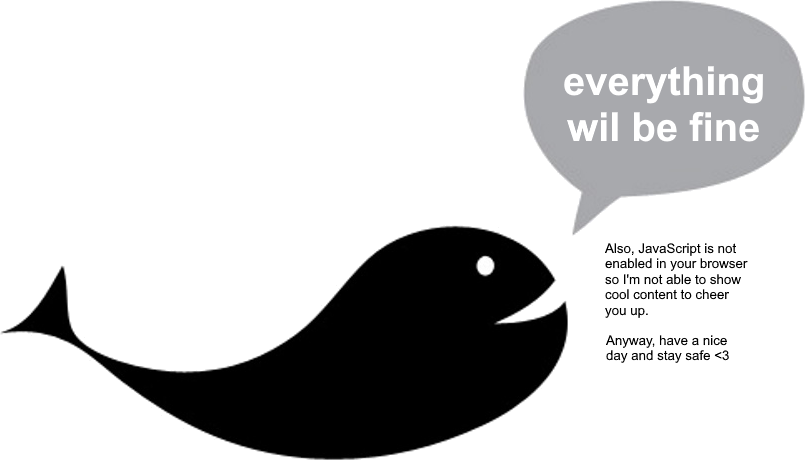 everything
wil be fine
Also, JavaScript is not
enabled in your browser
so I'm not able to show
cool content to cheer
you up.
Anyway, have a nice
day and stay safe <3